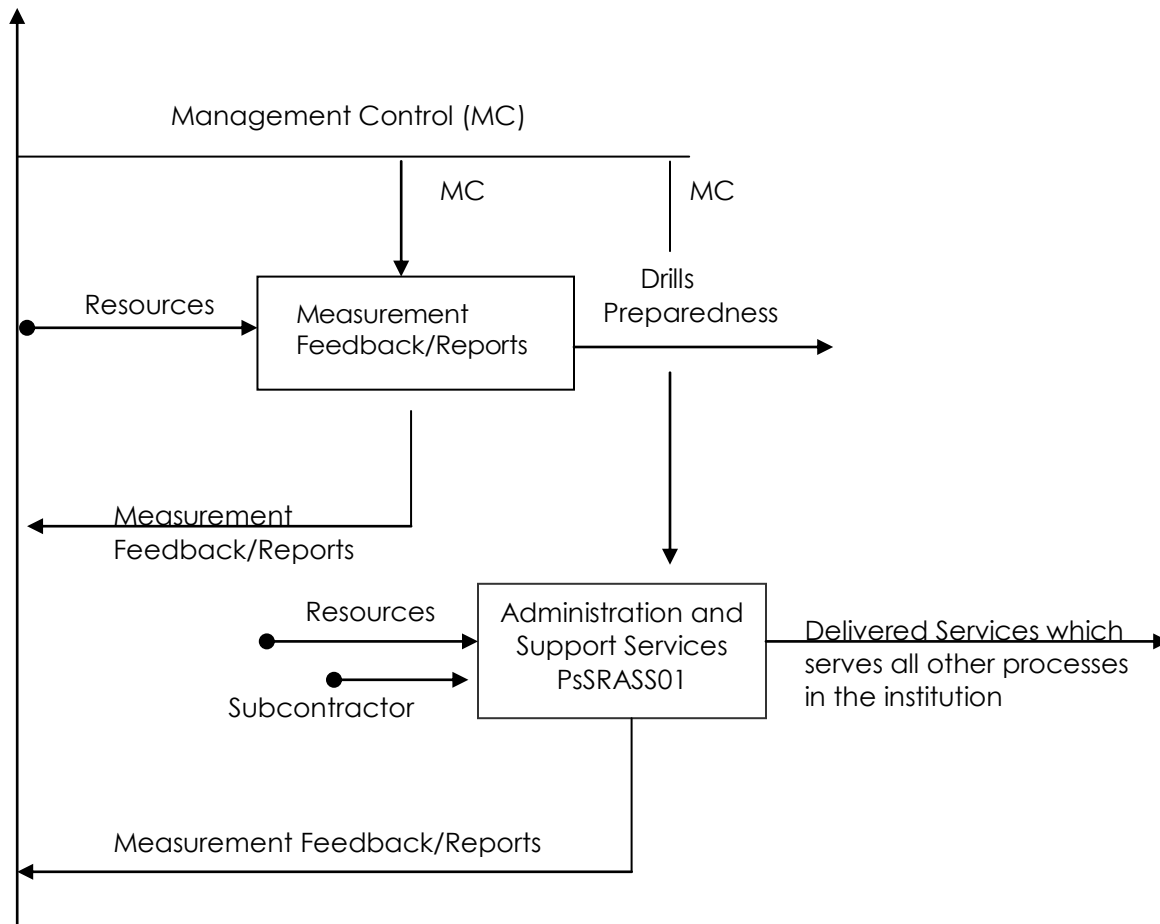 Management Control (MC)
MC
MC
Drills
Preparedness
Resources
Measurement
Feedback/Reports
Measurement
Feedback/Reports
Resources
Subcontractor
Administration and
Support Services
PsSRASS01
Delivered Services which
serves all other processes
in the institution
Measurement Feedback/Reports